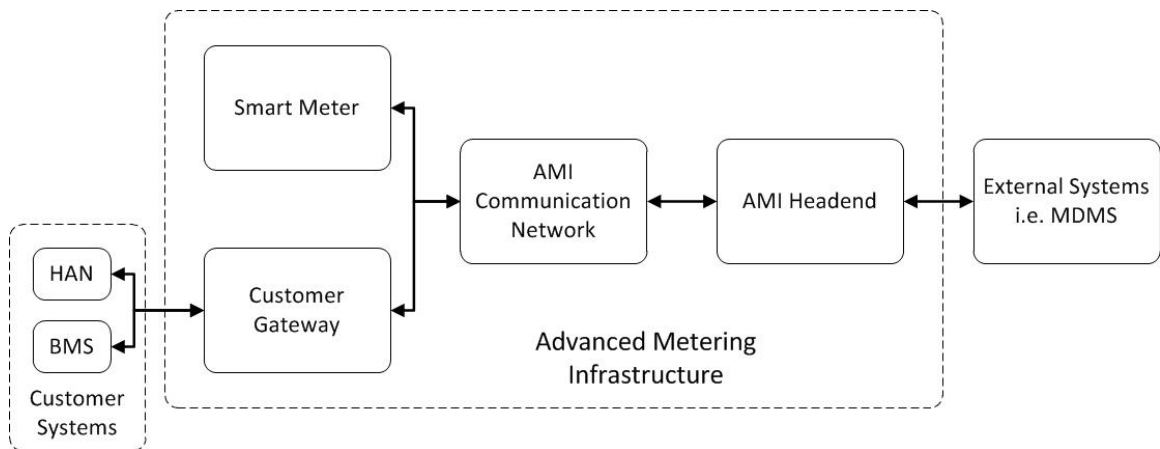 Smart Meter
AMI
Communication
Network
AMI Headend
External Systems
i.e. MDMS
HAN
BMS
Customer
Systems
Customer
Gateway
Advanced Metering
Infrastructure